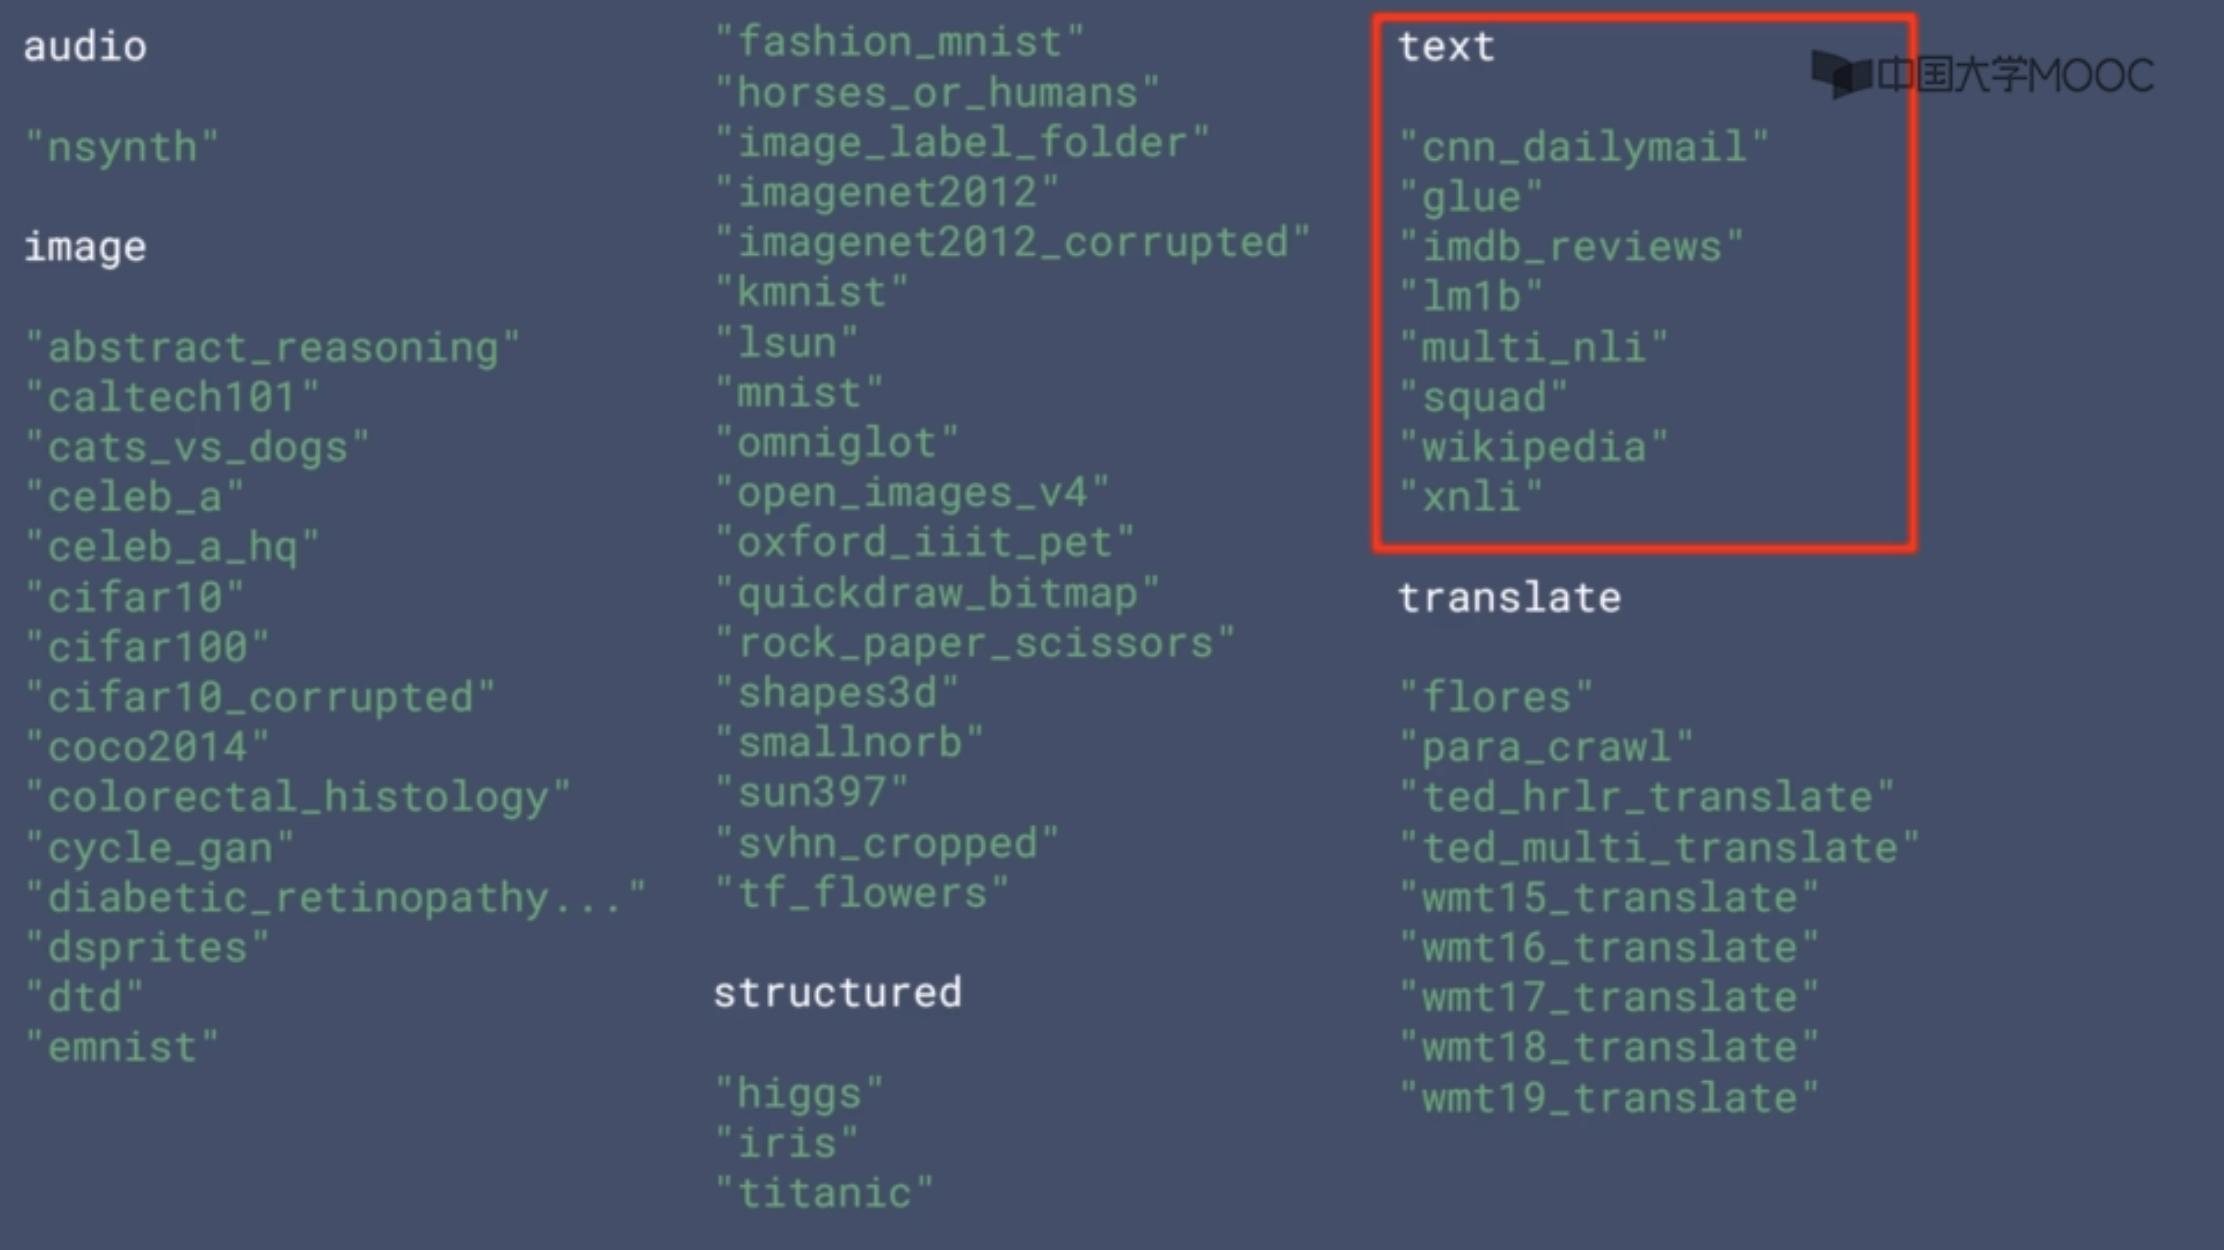 audio
"nsynth"
image
"abstract_reasoning"
"caltech101"
"cats_vs_dogs"
"celeb_a"
"celeb_a_hq"
"cifar10"
"cifar100"
"cifar10_corrupted"
"coco2014"
"colorectal_histology"
"cycle_gan"
"diabetic_retinopathy..."
"dsprites"
"dtd"
"emnist"
"fashion_mnist"
"horses_or_humans"
"image_label_folder"
"imagenet2012"
"imagenet2012_corrupted"
"kmnist"
"lsun"
"mnist"
"omniglot"
"open_images_v4"
"oxford_iiit_pet"
"quickdraw_bitmap"
"rock_paper_scissors"
"shapes3d"
"smallnorb"
"sun397"
"svhn_cropped"
"tf_flowers"
structured
"higgs"
"iris"
"titanic"
text
中国大学MOOC
"cnn_dailymail"
"glue"
"imdb_reviews"
"lm1b"
"multi_nli"
"squad"
"wikipedia"
"xnli"
translate
"flores"
"para_crawl"
"ted_hrlr_translate"
"ted_multi_translate"
"wmt15_translate"
"wmt16_translate"
"wmt17_translate"
"wmt18_translate"
"wmt19_translate"